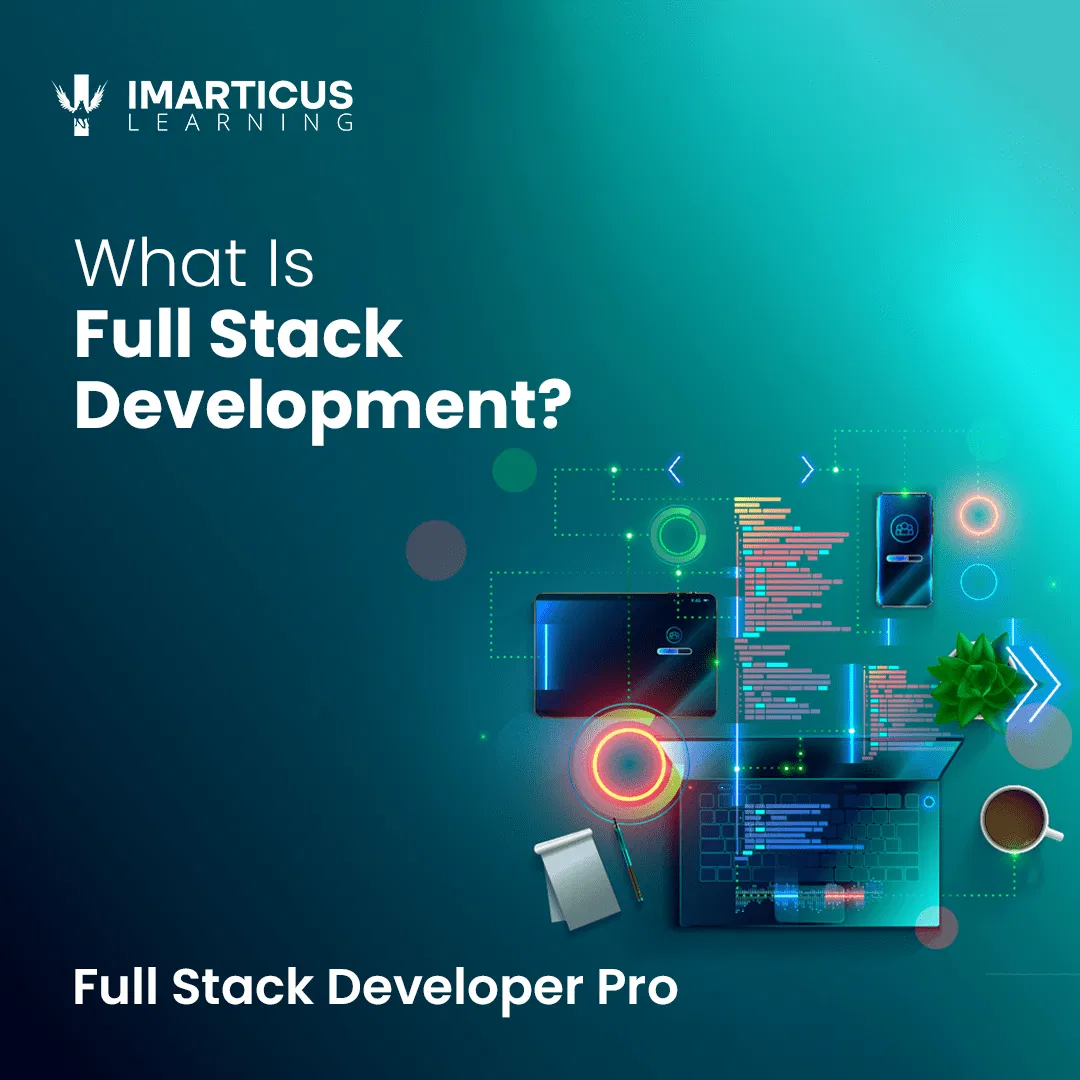 IMARTICUS
LEARNING
What Is
Full Stack
Development?
Full Stack Developer Pro